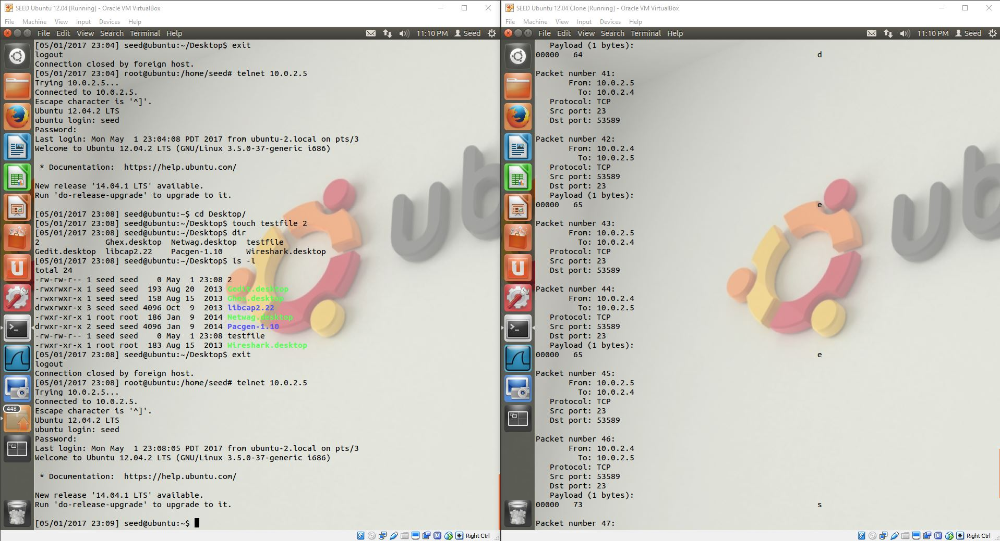 SEED Ubuntu 12.04 [Running] - Oracle VM VirtualBox
File Machine View Input Devices Help
File Edit View Search Terminal Help 11:10 PM Seed
[05/01/2017 23:04] seed@ubuntu:~/Desktop$ exit
logout
Connection closed by foreign host.
[05/01/2017 23:04] root@ubuntu:/home/seed# telnet 10.0.2.5
Trying 10.0.2.5...
Connected to 10.0.2.5.
Escape character is '^]'.
Ubuntu 12.04.2 LTS
ubuntu login: seed
Password:
Last login: Mon May  1 23:04:08 PDT 2017 from ubuntu-2.local on pts/3
Welcome to Ubuntu 12.04.2 LTS (GNU/Linux 3.5.0-37-generic i686)
* Documentation:  https://help.ubuntu.com/
New release '14.04.1 LTS' available.
Run 'do-release-upgrade' to upgrade to it.
[05/01/2017 23:08] seed@ubuntu:~$ cd Desktop/
[05/01/2017 23:08] seed@ubuntu:~/Desktop$ touch testfile 2
[05/01/2017 23:08] seed@ubuntu:~/Desktop$ dir
2              Ghex.desktop  Netwag.desktop  testfile
Gedit.desktop  libcap2.22    Pacgen-1.10     Wireshark.desktop
[05/01/2017 23:08] seed@ubuntu:~/Desktop$ ls -l
total 24
-rw-rw-r-- 1 seed seed    0 May  1 23:08 2
-rwxrwxr-x 1 seed seed  193 Aug 20  2013 Gedit.desktop
-rwxrwxr-x 1 seed seed  158 Aug 15  2013 Ghex.desktop
drwxrwxr-x 3 seed seed 4096 Oct  9  2013 libcap2.22
-rwxr-xr-x 1 root root  186 Jan  9  2014 Netwag.desktop
drwxr-xr-x 2 seed seed 4096 Jan  9  2014 Pacgen-1.10
-rw-rw-r-- 1 seed seed    0 May  1 23:08 testfile
-rwxr-xr-x 1 root root  183 Aug 15  2013 Wireshark.desktop
[05/01/2017 23:08] seed@ubuntu:~/Desktop$ exit
logout
Connection closed by foreign host.
[05/01/2017 23:08] root@ubuntu:/home/seed# telnet 10.0.2.5
Trying 10.0.2.5...
Connected to 10.0.2.5.
Escape character is '^]'.
Ubuntu 12.04.2 LTS
ubuntu login: seed
Password:
Last login: Mon May  1 23:08:05 PDT 2017 from ubuntu-2.local on pts/3
Welcome to Ubuntu 12.04.2 LTS (GNU/Linux 3.5.0-37-generic i686)
* Documentation:  https://help.ubuntu.com/
New release '14.04.1 LTS' available.
Run 'do-release-upgrade' to upgrade to it.
[05/01/2017 23:09] seed@ubuntu:~$
448
ub
Right Ctrl
SEED Ubuntu 12.04 Clone [Running] - Oracle VM VirtualBox
File Machine View Input Devices Help
File Edit View Search Terminal Help 11:10 PM Seed
Payload (1 bytes):
00000   64   d
Packet number 41:
From: 10.0.2.5
To: 10.0.2.4
Protocol: TCP
Src port: 23
Dst port: 53589
Packet number 42:
From: 10.0.2.4
To: 10.0.2.5
Protocol: TCP
Src port: 53589
Dst port: 23
Payload (1 bytes):
00000   65   e
Packet number 43:
From: 10.0.2.5
To: 10.0.2.4
Protocol: TCP
Src port: 23
Dst port: 53589
Packet number 44:
From: 10.0.2.4
To: 10.0.2.5
Protocol: TCP
Src port: 53589
Dst port: 23
Payload (1 bytes):
00000   65   e
Packet number 45:
From: 10.0.2.5
To: 10.0.2.4
Protocol: TCP
Src port: 23
Dst port: 53589
Packet number 46:
From: 10.0.2.4
To: 10.0.2.5
Protocol: TCP
Src port: 53589
Dst port: 23
Payload (1 bytes):
00000   73   s
Packet number 47:
ub
Right Ctrl